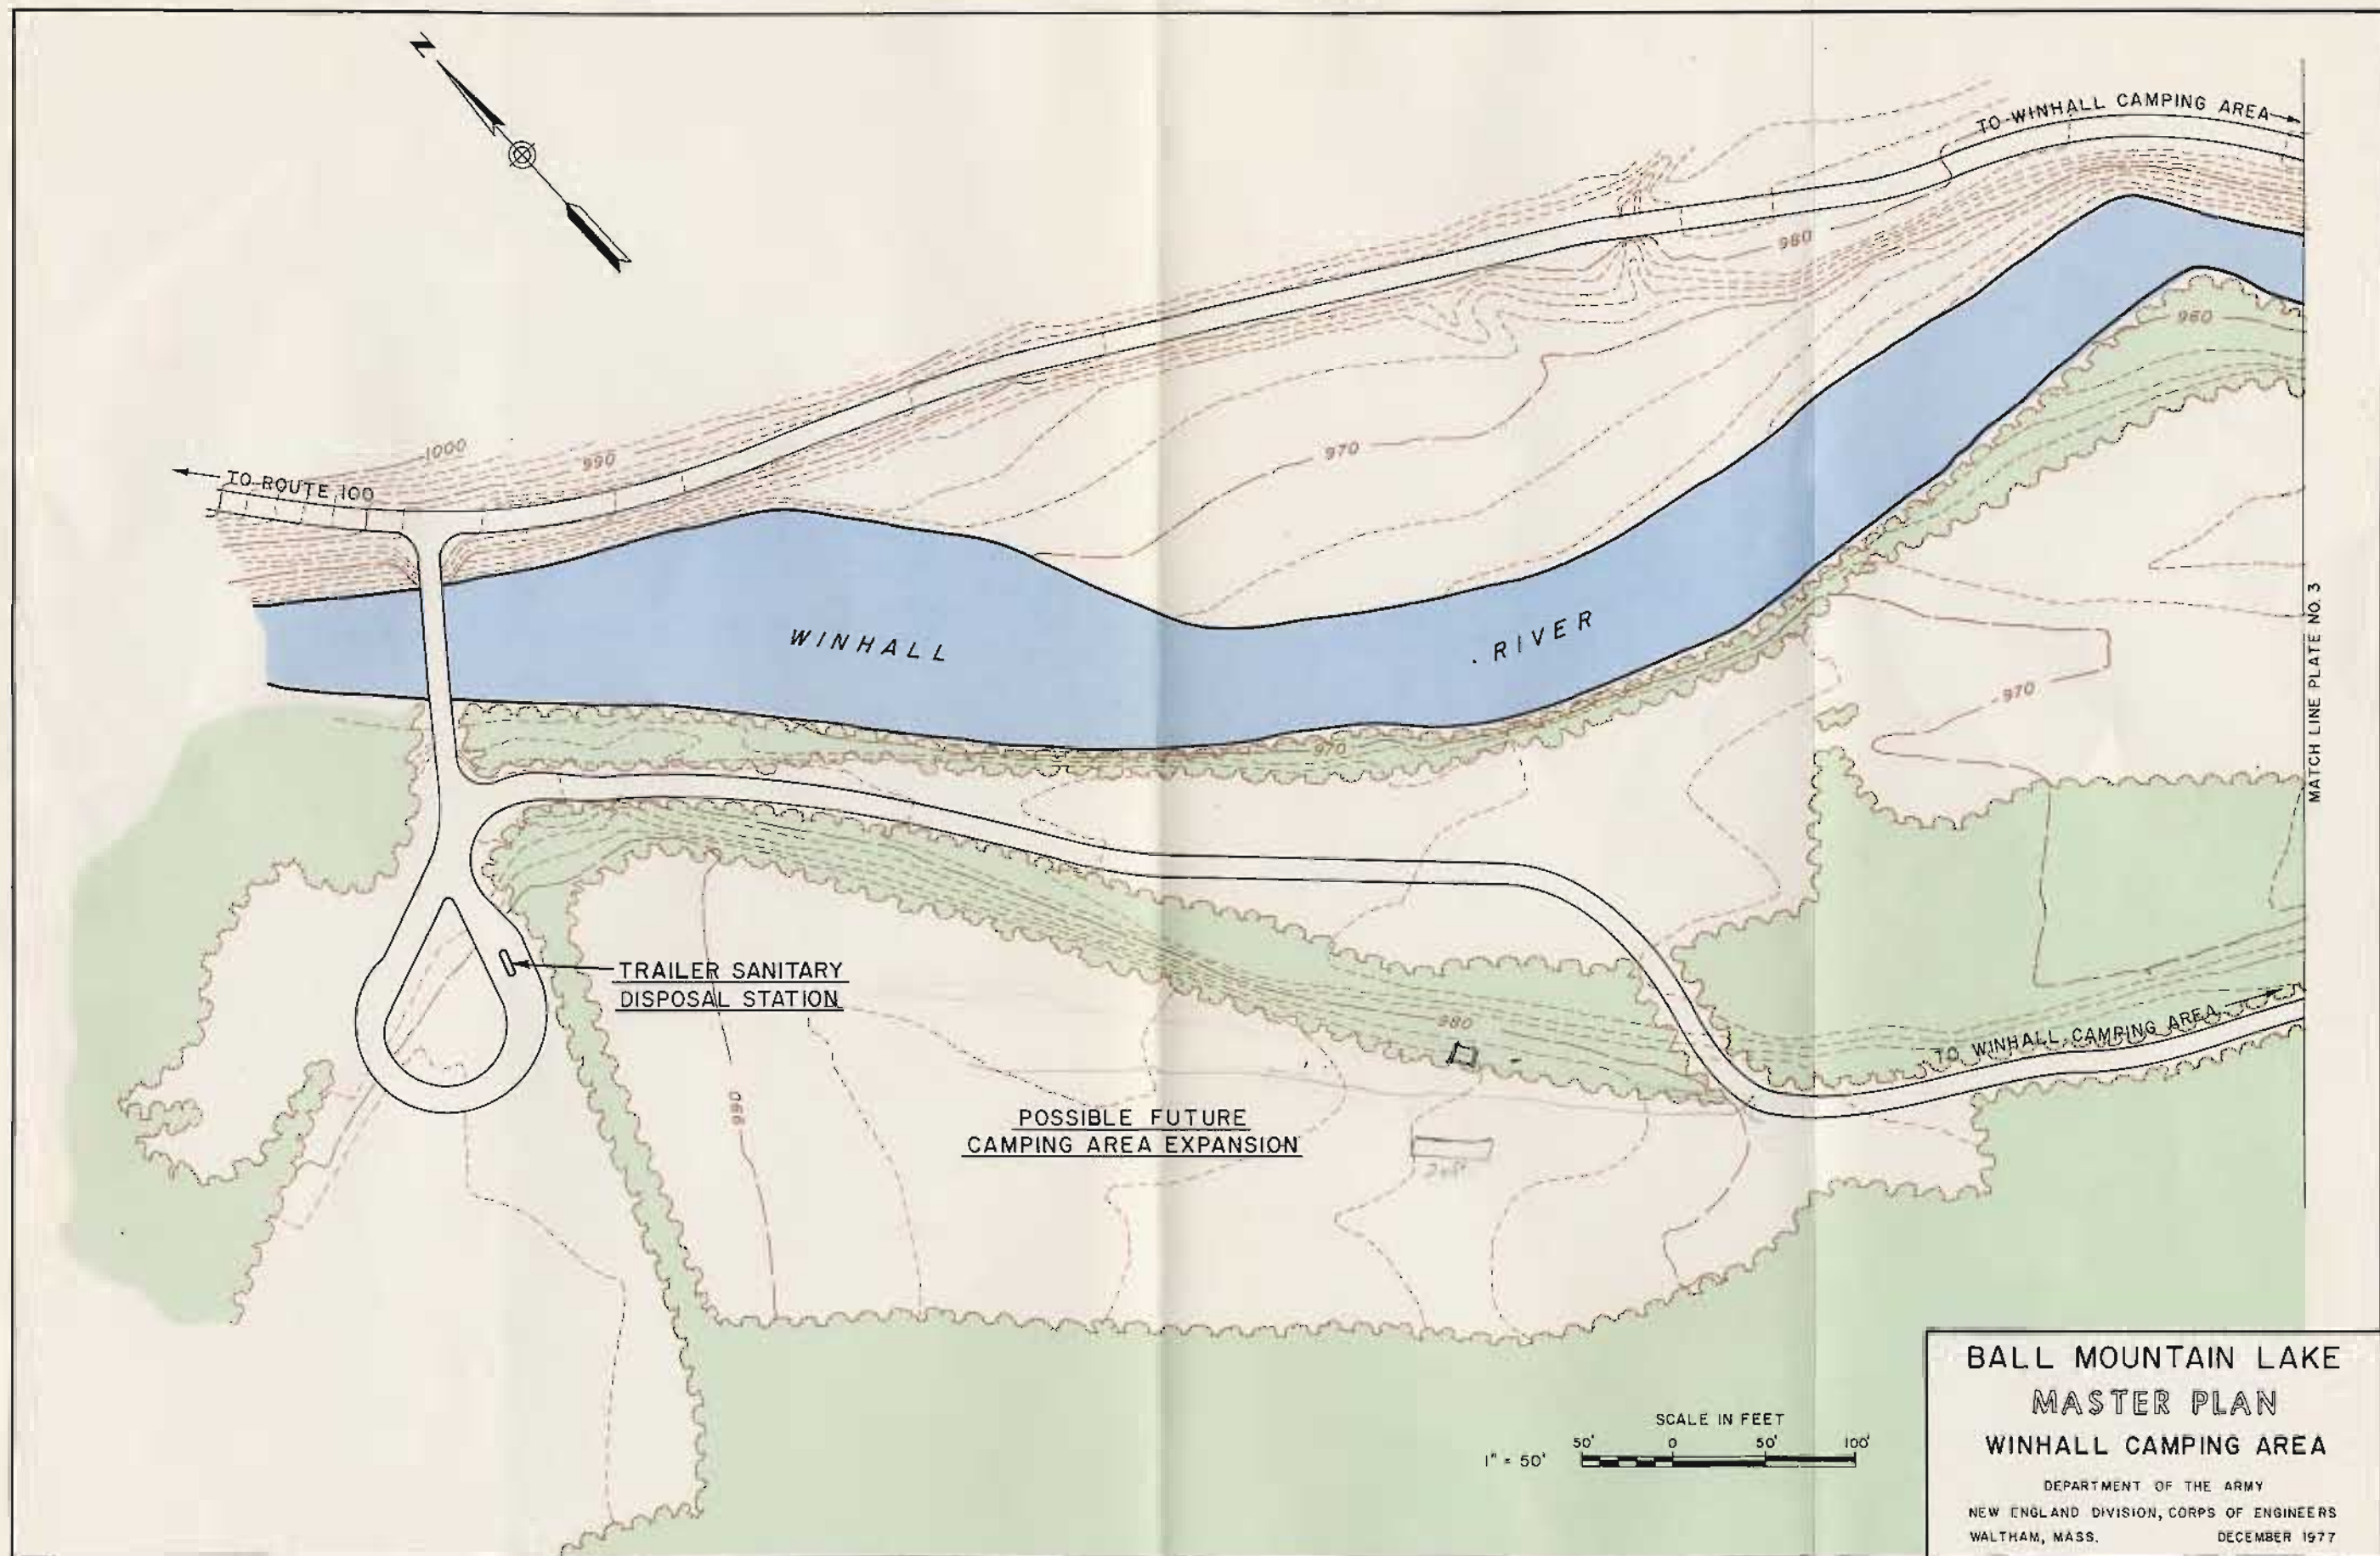 N
TO WINHALL CAMPING AREA
980
960
1000
990
TO ROUTE 100
970
WINHALL
RIVER
970
970
MATCH LINE PLATE NO. 3
TRAILER SANITARY
DISPOSAL STATION
980
TO WINHALL CAMPING AREA
990
POSSIBLE FUTURE
CAMPING AREA EXPANSION
SCALE IN FEET
50' 0 50' 100'
1" = 50'
BALL MOUNTAIN LAKE
MASTER PLAN
WINHALL CAMPING AREA
DEPARTMENT OF THE ARMY
NEW ENGLAND DIVISION, CORPS OF ENGINEERS
WALTHAM, MASS. DECEMBER 1977